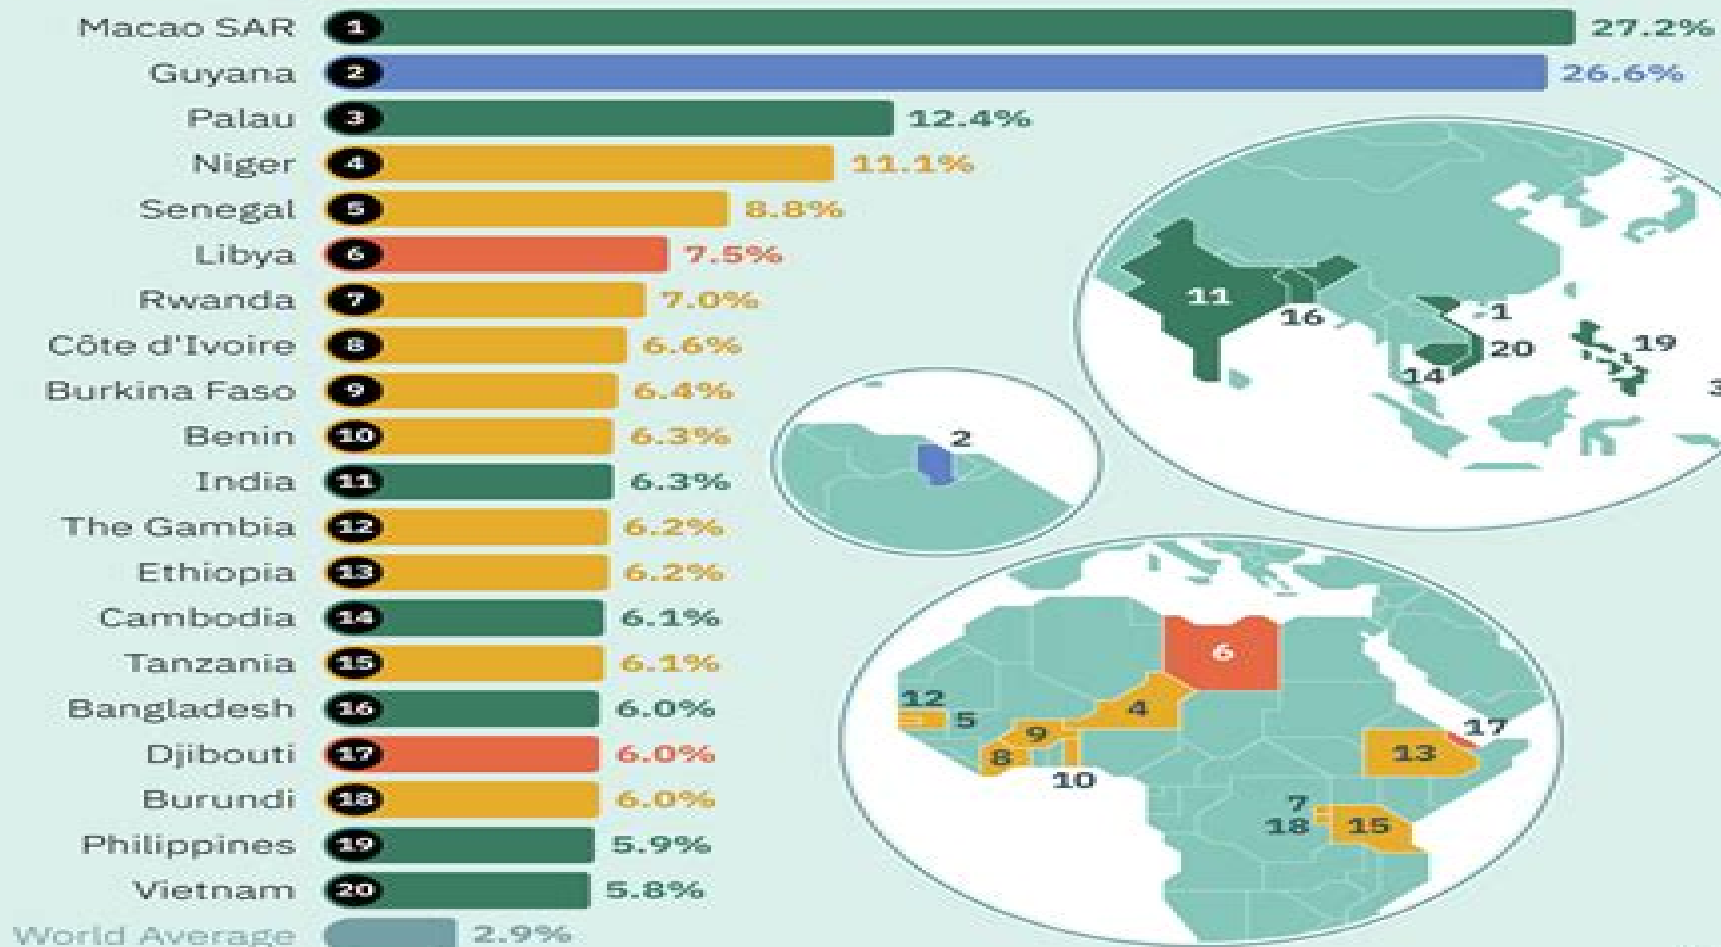 Macao SAR 1 27.2%
Guyana 2 26.6%
Palau 3 12.4%
Niger 4 11.1%
Senegal 5 8.8%
Libya 6 7.5%
Rwanda 7 7.0%
Côte d'Ivoire 8 6.6%
Burkina Faso 9 6.4%
Benin 10 6.3%
India 11 6.3%
The Gambia 12 6.2%
Ethiopia 13 6.2%
Cambodia 14 6.1%
Tanzania 15 6.1%
Bangladesh 16 6.0%
Djibouti 17 6.0%
Burundi 18 6.0%
Philippines 19 5.9%
Vietnam 20 5.8%
World Average 2.9%
11
16
1
20
19
14
3
2
6
12
5
4
9
8
10
17
13
7
18
15